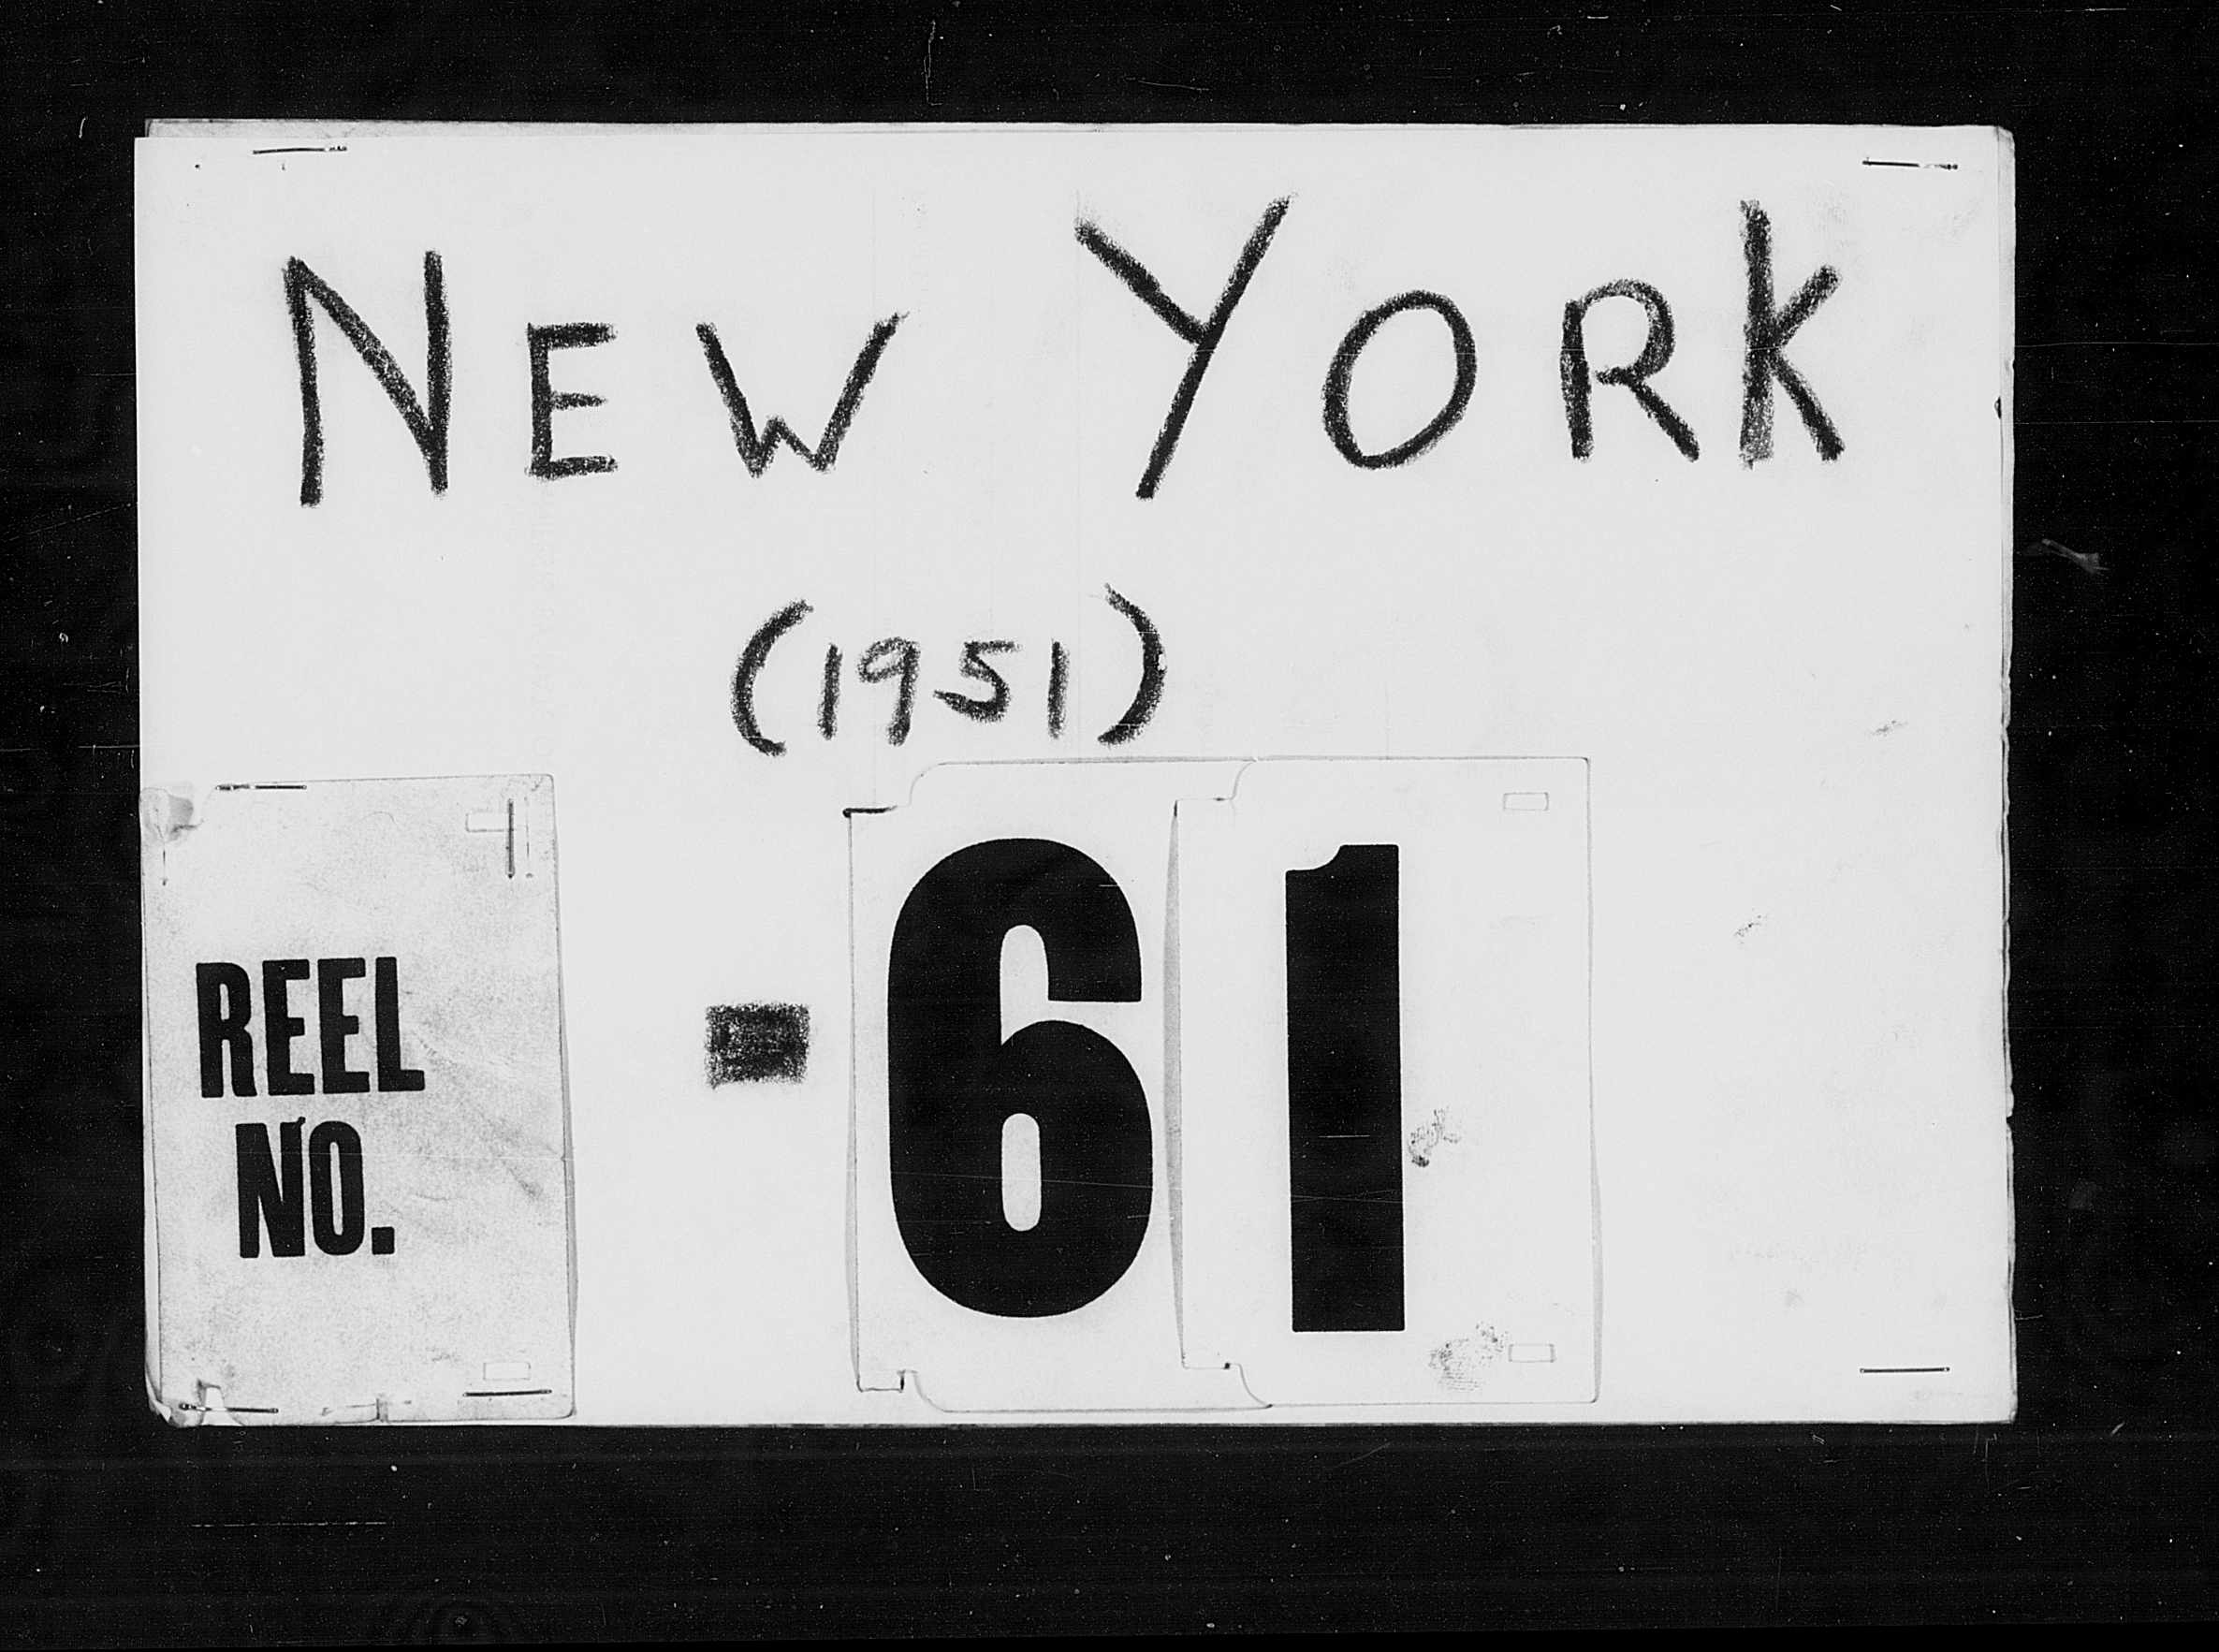 NEW YORK
(1951)
REEL
NO.
- 61